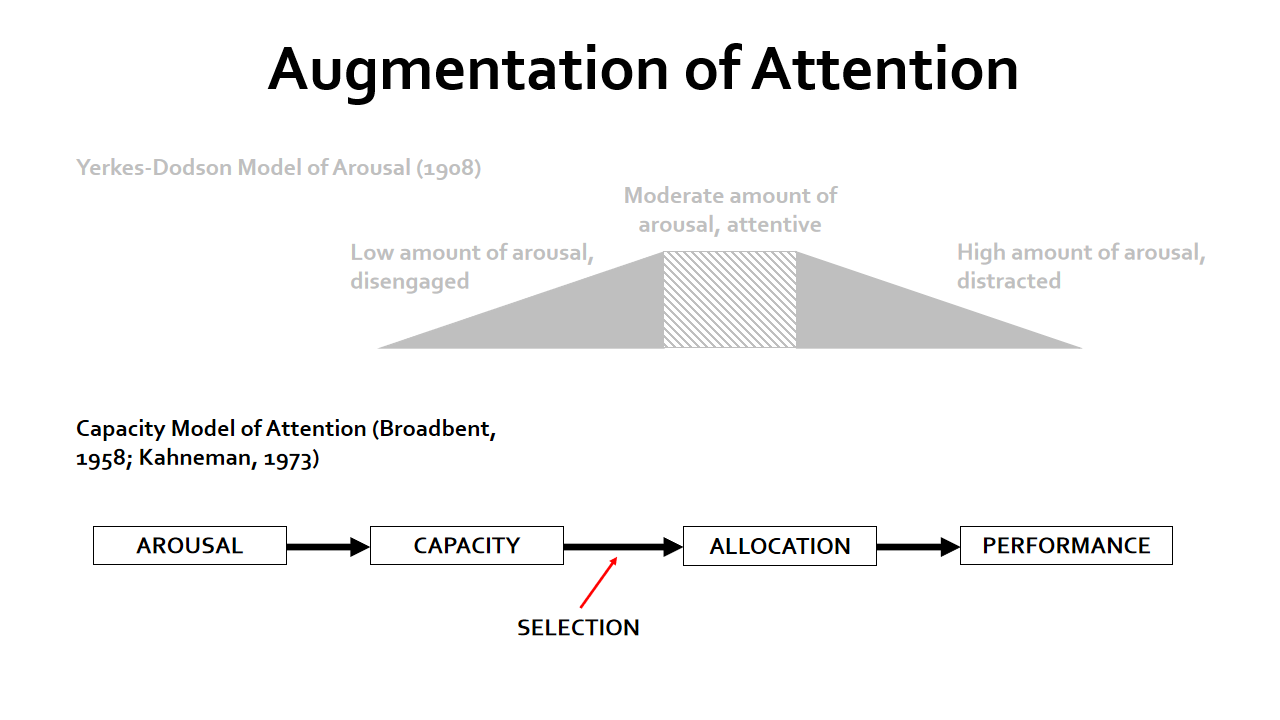 Augmentation of Attention
Yerkes-Dodson Model of Arousal (1908)
Moderate amount of
arousal, attentive
Low amount of arousal,
disengaged
High amount of arousal,
distracted
Capacity Model of Attention (Broadbent,
1958; Kahneman, 1973)
AROUSAL
CAPACITY
ALLOCATION
PERFORMANCE
SELECTION